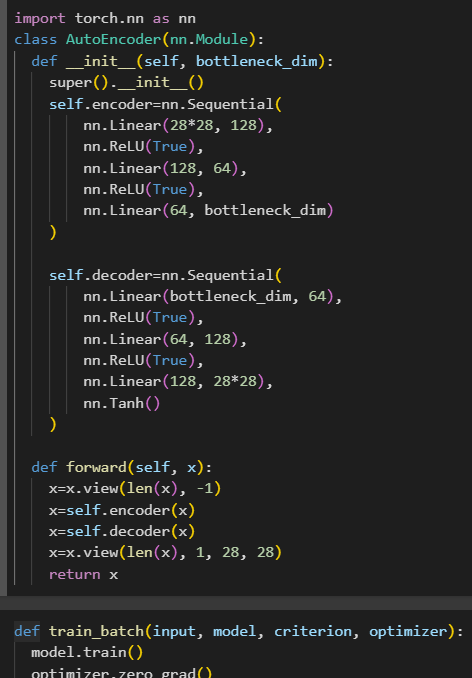 import torch.nn as nn
class AutoEncoder(nn.Module):
  def __init__(self, bottleneck_dim):
    super().__init__()
    self.encoder=nn.Sequential(
        nn.Linear(28*28, 128),
        nn.ReLU(True),
        nn.Linear(128, 64),
        nn.ReLU(True),
        nn.Linear(64, bottleneck_dim)
    )

    self.decoder=nn.Sequential(
        nn.Linear(bottleneck_dim, 64),
        nn.ReLU(True),
        nn.Linear(64, 128),
        nn.ReLU(True),
        nn.Linear(128, 28*28),
        nn.Tanh()
    )

  def forward(self, x):
    x=x.view(len(x), -1)
    x=self.encoder(x)
    x=self.decoder(x)
    x=x.view(len(x), 1, 28, 28)
    return x

def train_batch(input, model, criterion, optimizer):
  model.train()
  optimizer.zero_grad()